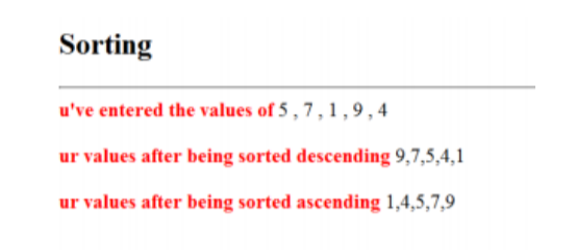 Sorting
u've entered the values of 5 , 7 , 1 , 9 , 4
ur values after being sorted descending 9,7,5,4,1
ur values after being sorted ascending 1,4,5,7,9